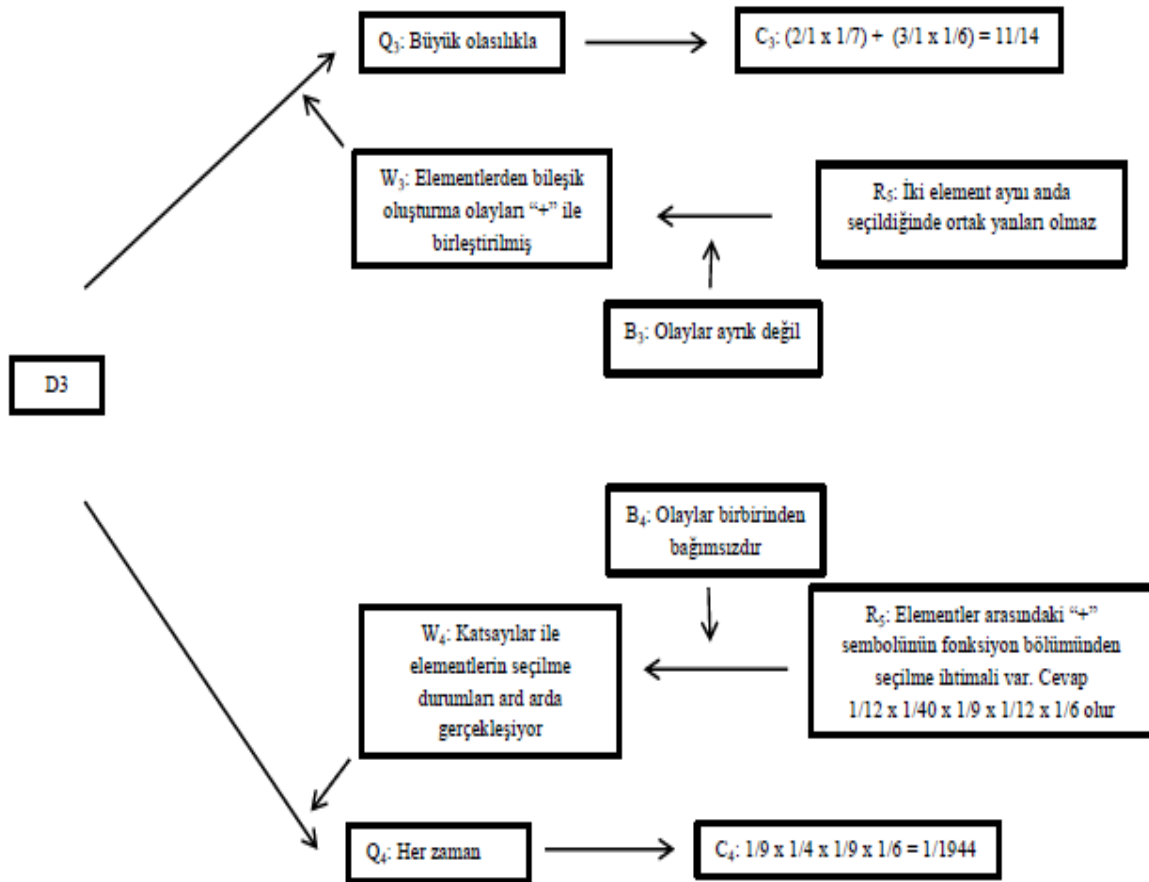 Q3: Büyük olasılıkla
C3: (2/1 x 1/7) + (3/1 x 1/6) = 11/14
W3: Elementlerden bileşik
oluşturma olayları “+” ile
birleştirilmiş
R5: İki element aynı anda
seçildiğinde ortak yanları olmaz
B3: Olaylar ayrık değil
D3
B4: Olaylar birbirinden
bağımsızdır
W4: Katsayılar ile
elementlerin seçilme
durumları ard arda
gerçekleşiyor
R5: Elementler arasındaki “+”
sembolünün fonksiyon bölümünden
seçilme ihtimali var. Cevap
1/12 x 1/40 x 1/9 x 1/12 x 1/6 olur
Q4: Her zaman
C4: 1/9 x 1/4 x 1/9 x 1/6 = 1/1944